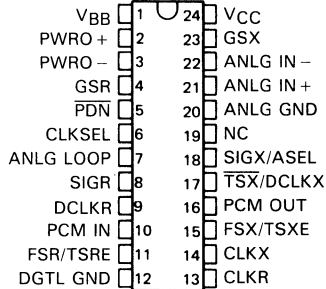 VBB 1 24 VCC
PWRO + 2 23 GSX
PWRO − 3 22 ANLG IN −
GSR 4 21 ANLG IN +
PDN 5 20 ANLG GND
CLKSEL 6 19 NC
ANLG LOOP 7 18 SIGX/ASEL
SIGR 8 17 TSX/DCLKX
DCLKR 9 16 PCM OUT
PCM IN 10 15 FSX/TSXE
FSR/TSRE 11 14 CLKX
DGTL GND 12 13 CLKR